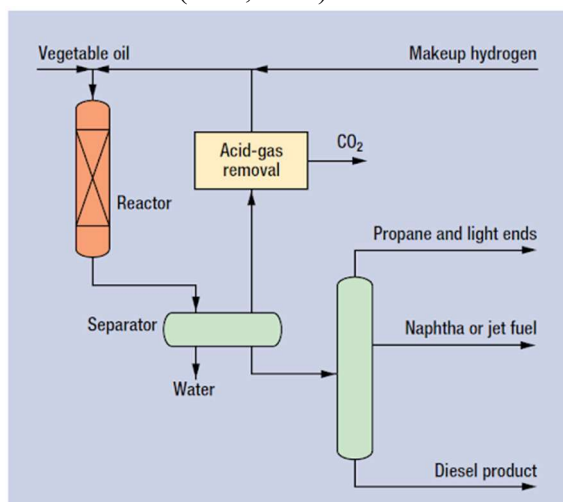 Vegetable oil
Makeup hydrogen
Acid-gas
removal
CO₂
Reactor
Propane and light ends
Separator
Naphtha or jet fuel
Water
Diesel product